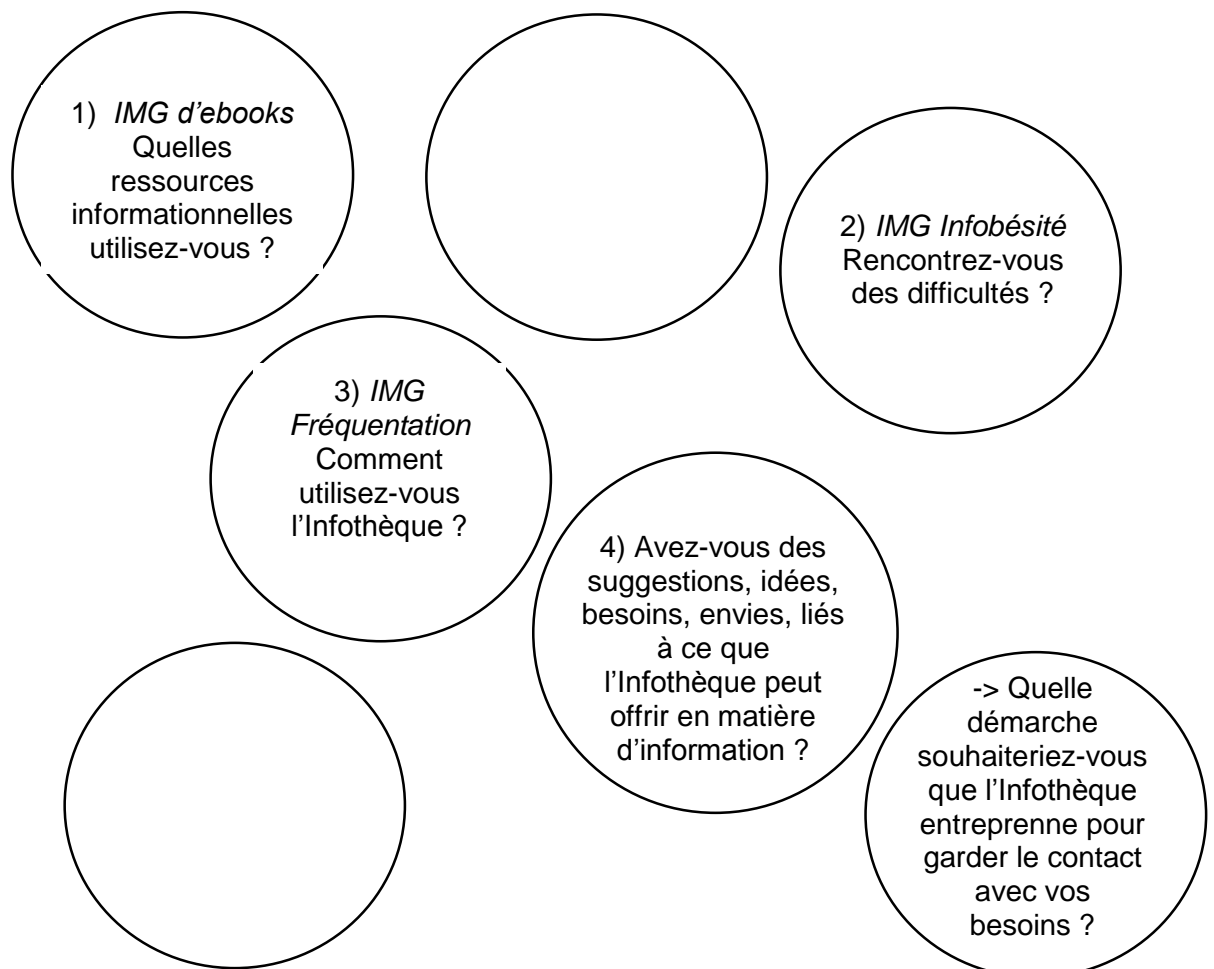 1) IMG d’ebooks
Quelles
ressources
informationnelles
utilisez-vous ?
2) IMG Infobésité
Rencontrez-vous
des difficultés ?
3) IMG
Fréquentation
Comment
utilisez-vous
l’Infothèque ?
4) Avez-vous des
suggestions, idées,
besoins, envies, liés
à ce que
l’Infothèque peut
offrir en matière
d’information ?
-> Quelle
démarche
souhaiteriez-vous
que l’Infothèque
entreprenne pour
garder le contact
avec vos
besoins ?